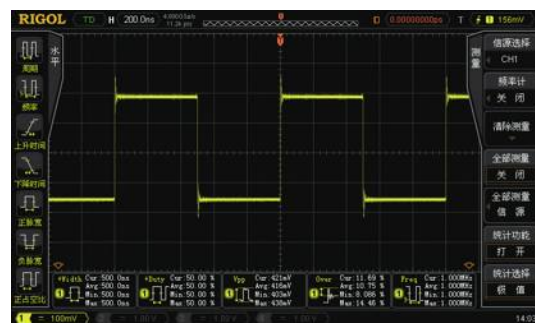 RIGOL TD H 200.0ns D 0.00000000ps T 1 156mV
水平
测量
周期
频率
上升时间
下降时间
正脉宽
负脉宽
正占空比
信源选择
CH1
频率计
关 闭
清除测量
全部测量
关 闭
全部测量
信 源
统计功能
打 开
统计选择
极 值
+Width Cur:500.0ns
Avg:500.0ns
Min:500.0ns
Max:500.0ns
+Duty Cur:50.00 %
Avg:50.00 %
Min:50.00 %
Max:50.00 %
Vpp Cur:421mV
Avg:416mV
Min:403mV
Max:438mV
Over Cur:11.69 %
Avg:10.75 %
Min:8.086 %
Max:14.46 %
Freq Cur:1.000MHz
Avg:1.000MHz
Min:1.000MHz
Max:1.000MHz
1 = 100mV
14:03